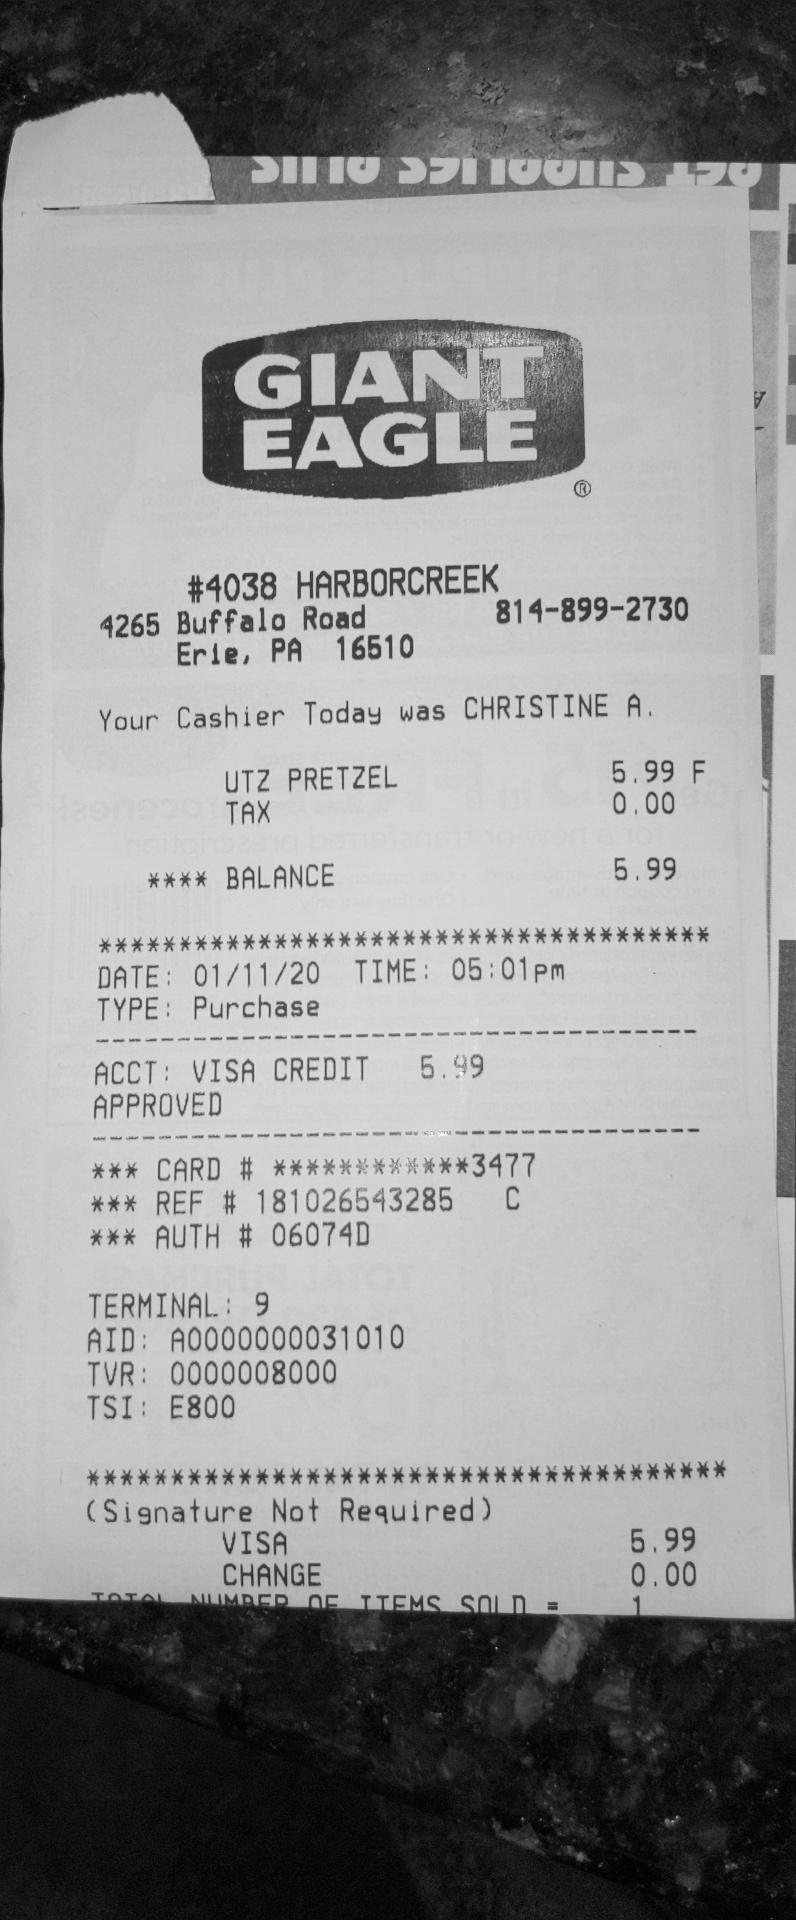 PET SUPPLIES PLUS
GIANT
EAGLE
®
#4038 HARBORCREEK
4265 Buffalo Road 814-899-2730
Erie, PA 16510
Your Cashier Today was CHRISTINE A.
UTZ PRETZEL 5.99 F
TAX 0.00
**** BALANCE 5.99
**************************************
DATE: 01/11/20 TIME: 05:01pm
TYPE: Purchase
-------------------------------------
ACCT: VISA CREDIT 5.99
APPROVED
-------------------------------------
*** CARD # ************3477
*** REF # 181026543285 C
*** AUTH # 06074D
TERMINAL: 9
AID: A0000000031010
TVR: 0000008000
TSI: E800
**************************************
(Signature Not Required)
VISA 5.99
CHANGE 0.00
TOTAL NUMBER OF ITEMS SOLD = 1